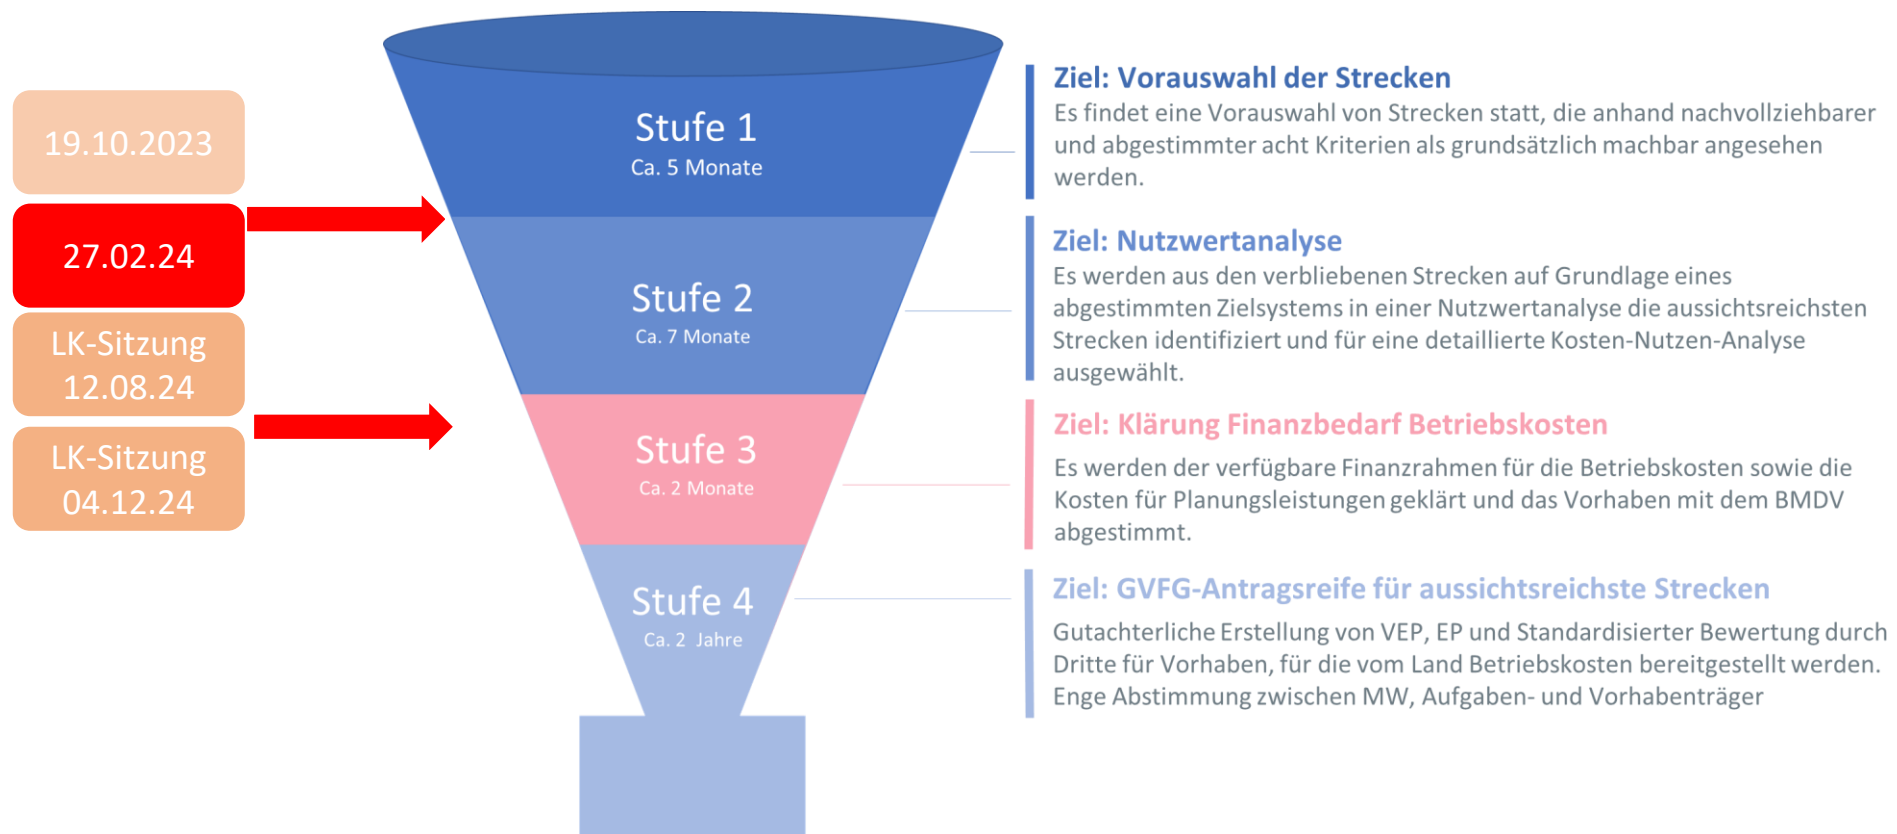 19.10.2023
27.02.24
LK-Sitzung
12.08.24
LK-Sitzung
04.12.24
Stufe 1
Ca. 5 Monate
Stufe 2
Ca. 7 Monate
Stufe 3
Ca. 2 Monate
Stufe 4
Ca. 2 Jahre
Ziel: Vorauswahl der Strecken
Es findet eine Vorauswahl von Strecken statt, die anhand nachvollziehbarer
und abgestimmter acht Kriterien als grundsätzlich machbar angesehen
werden.
Ziel: Nutzwertanalyse
Es werden aus den verbliebenen Strecken auf Grundlage eines
abgestimmten Zielsystems in einer Nutzwertanalyse die aussichtsreichsten
Strecken identifiziert und für eine detaillierte Kosten-Nutzen-Analyse
ausgewählt.
Ziel: Klärung Finanzbedarf Betriebskosten
Es werden der verfügbare Finanzrahmen für die Betriebskosten sowie die
Kosten für Planungsleistungen geklärt und das Vorhaben mit dem BMDV
abgestimmt.
Ziel: GVFG-Antragsreife für aussichtsreichste Strecken
Gutachterliche Erstellung von VEP, EP und Standardisierter Bewertung durch
Dritte für Vorhaben, für die vom Land Betriebskosten bereitgestellt werden.
Enge Abstimmung zwischen MW, Aufgaben- und Vorhabenträger